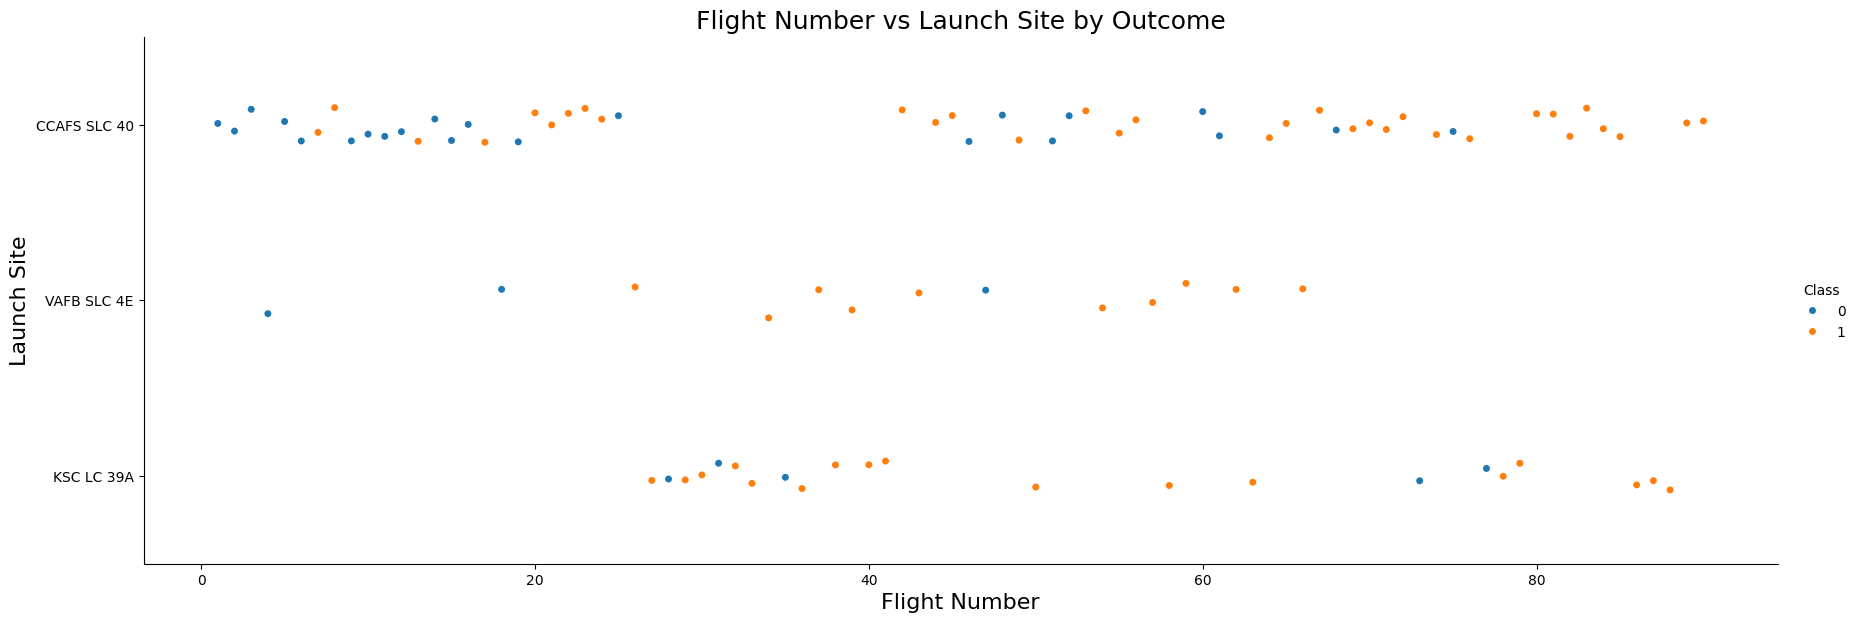 Flight Number vs Launch Site by Outcome
Launch Site
CCAFS SLC 40
VAFB SLC 4E
KSC LC 39A
0
20
40
60
80
Flight Number
Class
0
1